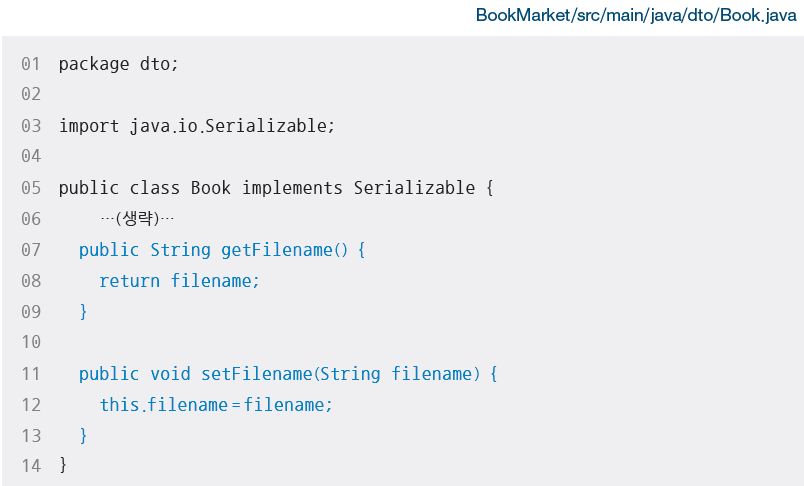 BookMarket/src/main/java/dto/Book.java
01 package dto;
02
03 import java.io.Serializable;
04
05 public class Book implements Serializable {
06 …(생략)…
07 public String getFilename() {
08 return filename;
09 }
10
11 public void setFilename(String filename) {
12 this.filename=filename;
13 }
14 }